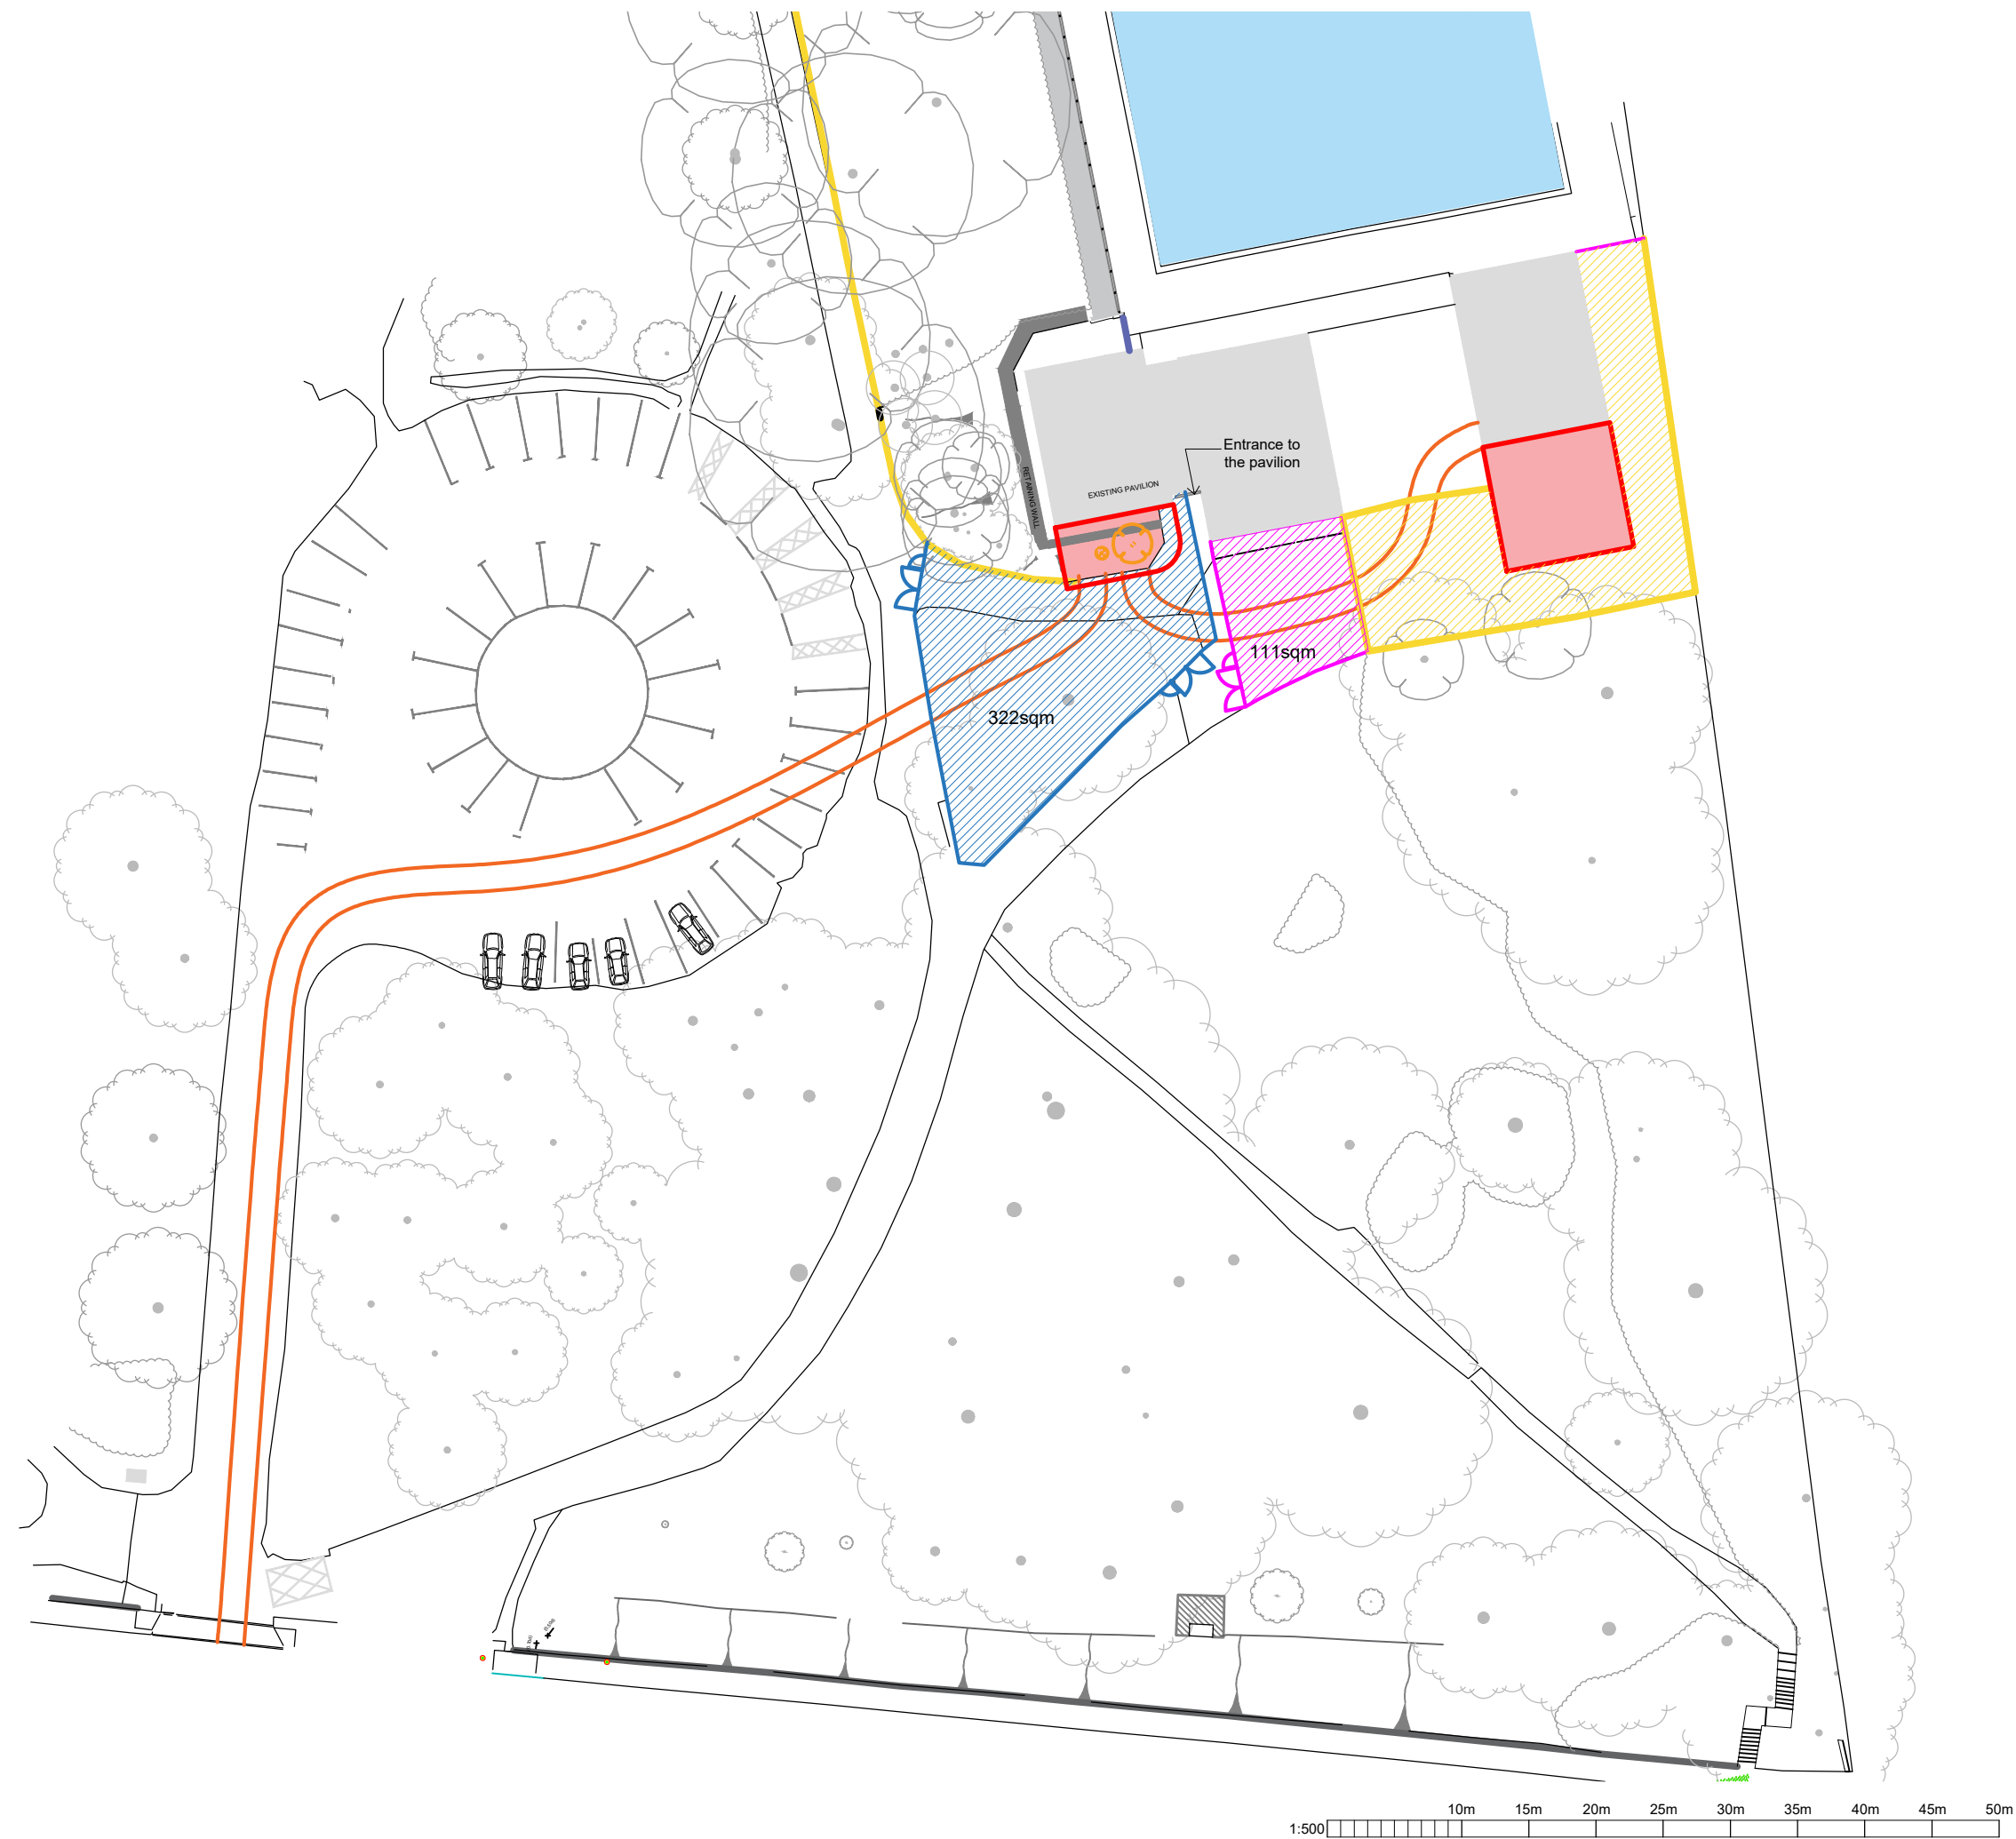 Entrance to
the pavilion
EXISTING PAVILION
RETAINING WALL
111sqm
322sqm
10m 15m 20m 25m 30m 35m 40m 45m 50m
1:500